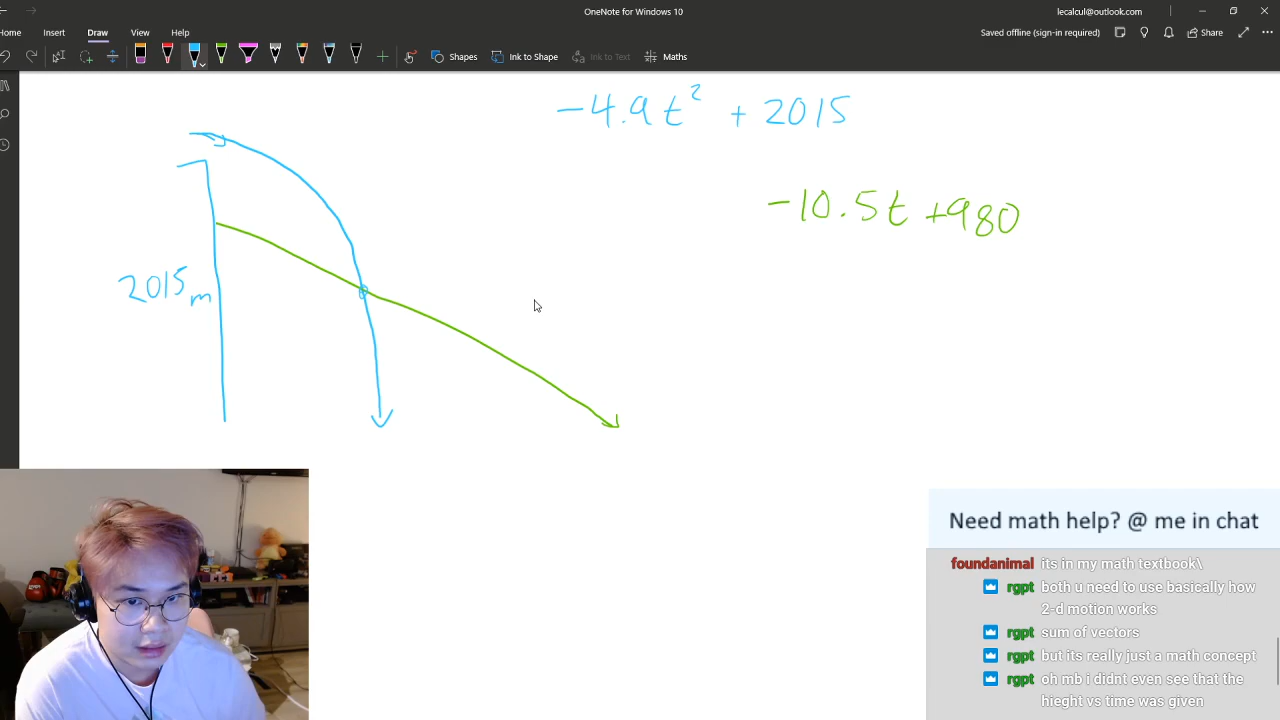 OneNote for Windows 10
lecalcul@outlook.com
Home Insert Draw View Help
Saved offline (sign-in required)
Share
Shapes
Ink to Shape
Ink to Text
Maths
-4.9t² + 2015
-10.5t +980
2015m
Need math help? @ me in chat
foundanimal its in my math textbook\
rgpt both u need to use basically how
2-d motion works
rgpt sum of vectors
rgpt but its really just a math concept
rgpt oh mb i didnt even see that the
hieght vs time was given